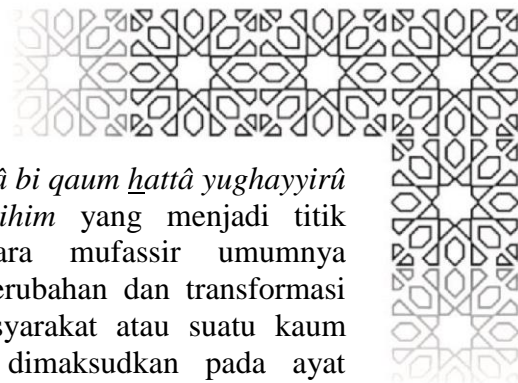 â bi qaum hattâ yughayyirû
ihim yang menjadi titik
ara mufassir umumnya
erubahan dan transformasi
syarakat atau suatu kaum
dimaksudkan pada ayat